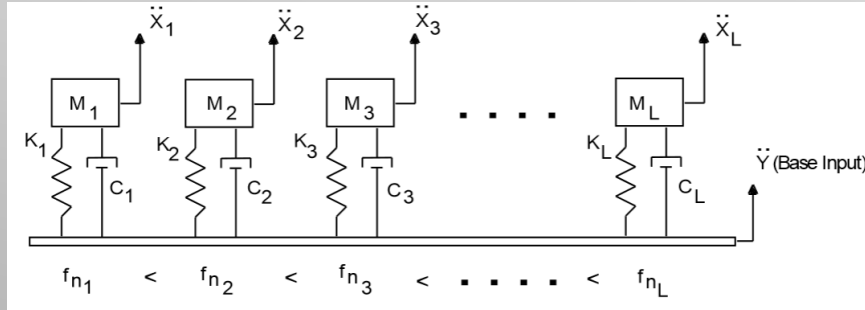 Ẍ1 Ẍ2 Ẍ3 ẌL
M1 M2 M3 . . . . ML
K1 C1 K2 C2 K3 C3 KL CL
Ÿ (Base Input)
fn1 < fn2 < fn3 < . . . . < fnL